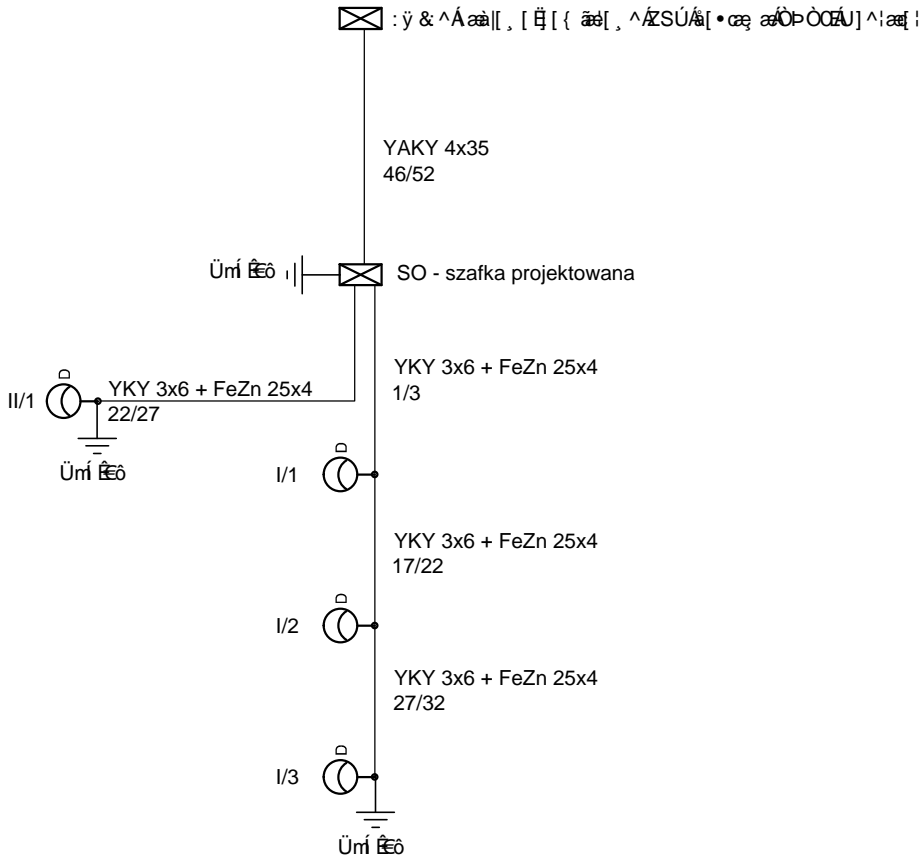 YAKY 4x35
46/52
SO - szafka projektowana
YKY 3x6 + FeZn 25x4
1/3
D
II/1
YKY 3x6 + FeZn 25x4
22/27
D
I/1
YKY 3x6 + FeZn 25x4
17/22
D
I/2
YKY 3x6 + FeZn 25x4
27/32
D
I/3